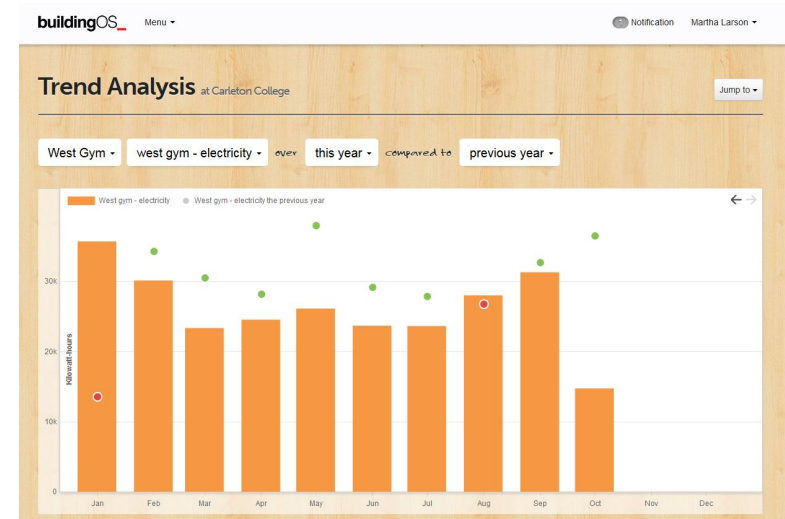 buildingOS_ Menu Notification Martha Larson
Trend Analysis at Carleton College Jump to
West Gym west gym - electricity over this year compared to previous year
West gym - electricity West gym - electricity the previous year
30k
20k
10k
0
Kilowatt-hours
Jan Feb Mar Apr May Jun Jul Aug Sep Oct Nov Dec